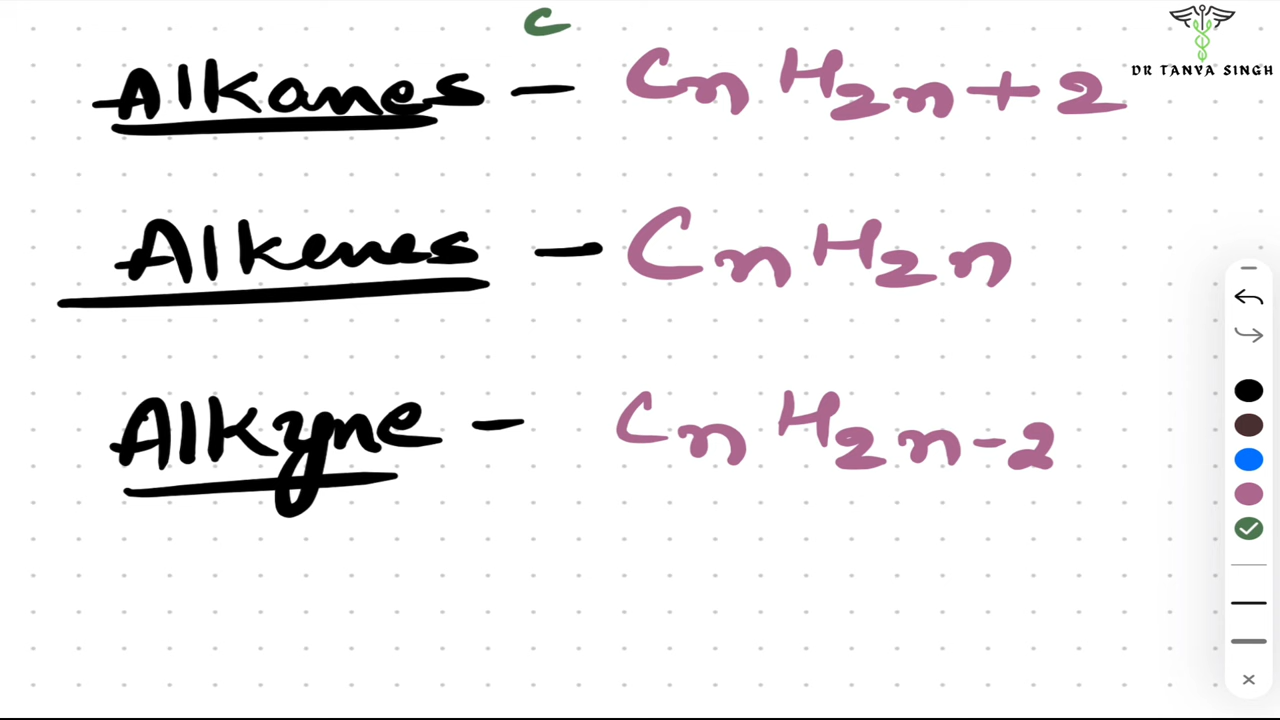 C
Alkanes - CnH2n+2
DR TANYA SINGH
Alkenes - CnH2n
Alkyne - CnH2n-2